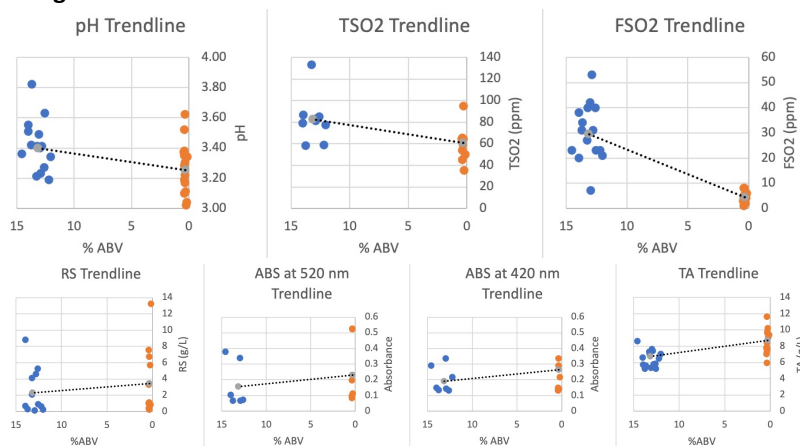 pH Trendline
4.00
3.80
3.60
3.40
3.20
3.00
pH
15 10 5 0
% ABV
TSO2 Trendline
140
120
100
80
60
40
20
0
TSO2 (ppm)
15 10 5 0
% ABV
FSO2 Trendline
60
50
40
30
20
10
0
FSO2 (ppm)
15 10 5 0
% ABV
RS Trendline
14
12
10
8
6
4
2
0
RS (g/L)
15 10 5 0
%ABV
ABS at 520 nm
Trendline
0.6
0.5
0.4
0.3
0.2
0.1
0
Absorbance
15 10 5 0
% ABV
ABS at 420 nm
Trendline
0.6
0.5
0.4
0.3
0.2
0.1
0
Absorbance
15 10 5 0
% ABV
TA Trendline
14
12
10
8
6
4
2
0
TA (g/L)
15 10 5 0
%ABV